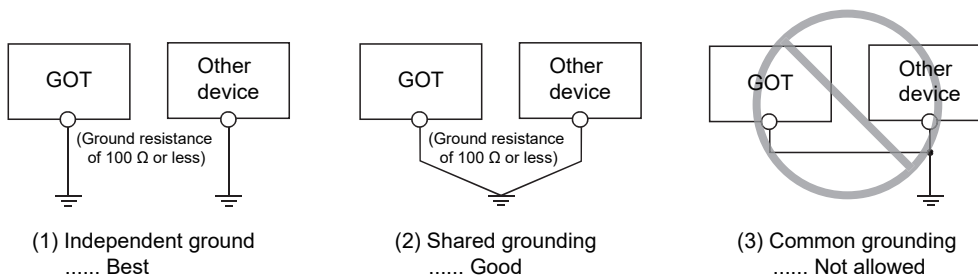 GOT
Other
device
(Ground resistance
of 100 Ω or less)
(1) Independent ground
...... Best
GOT
Other
device
(Ground resistance
of 100 Ω or less)
(2) Shared grounding
...... Good
GOT
Other
device
(3) Common grounding
...... Not allowed